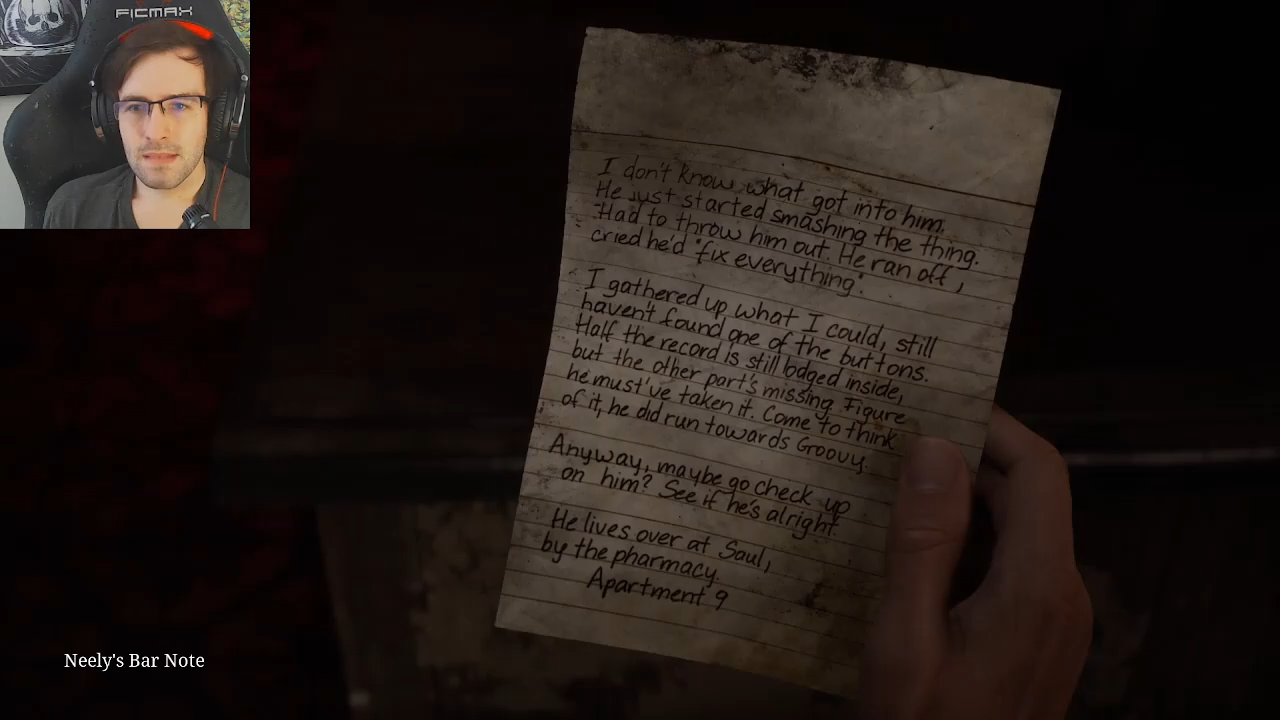 FICMAX
I don't know what got into him.
He just started smashing the thing.
Had to throw him out. He ran off,
cried he'd "fix everything".
I gathered up what I could, still
haven't found one of the buttons.
Half the record is still lodged inside,
but the other part's missing. Figure
he must've taken it. Come to think
of it, he did run towards Groovy.
Anyway, maybe go check up
on him? See if he's alright.
He lives over at Saul,
by the pharmacy.
Apartment 9
Neely's Bar Note